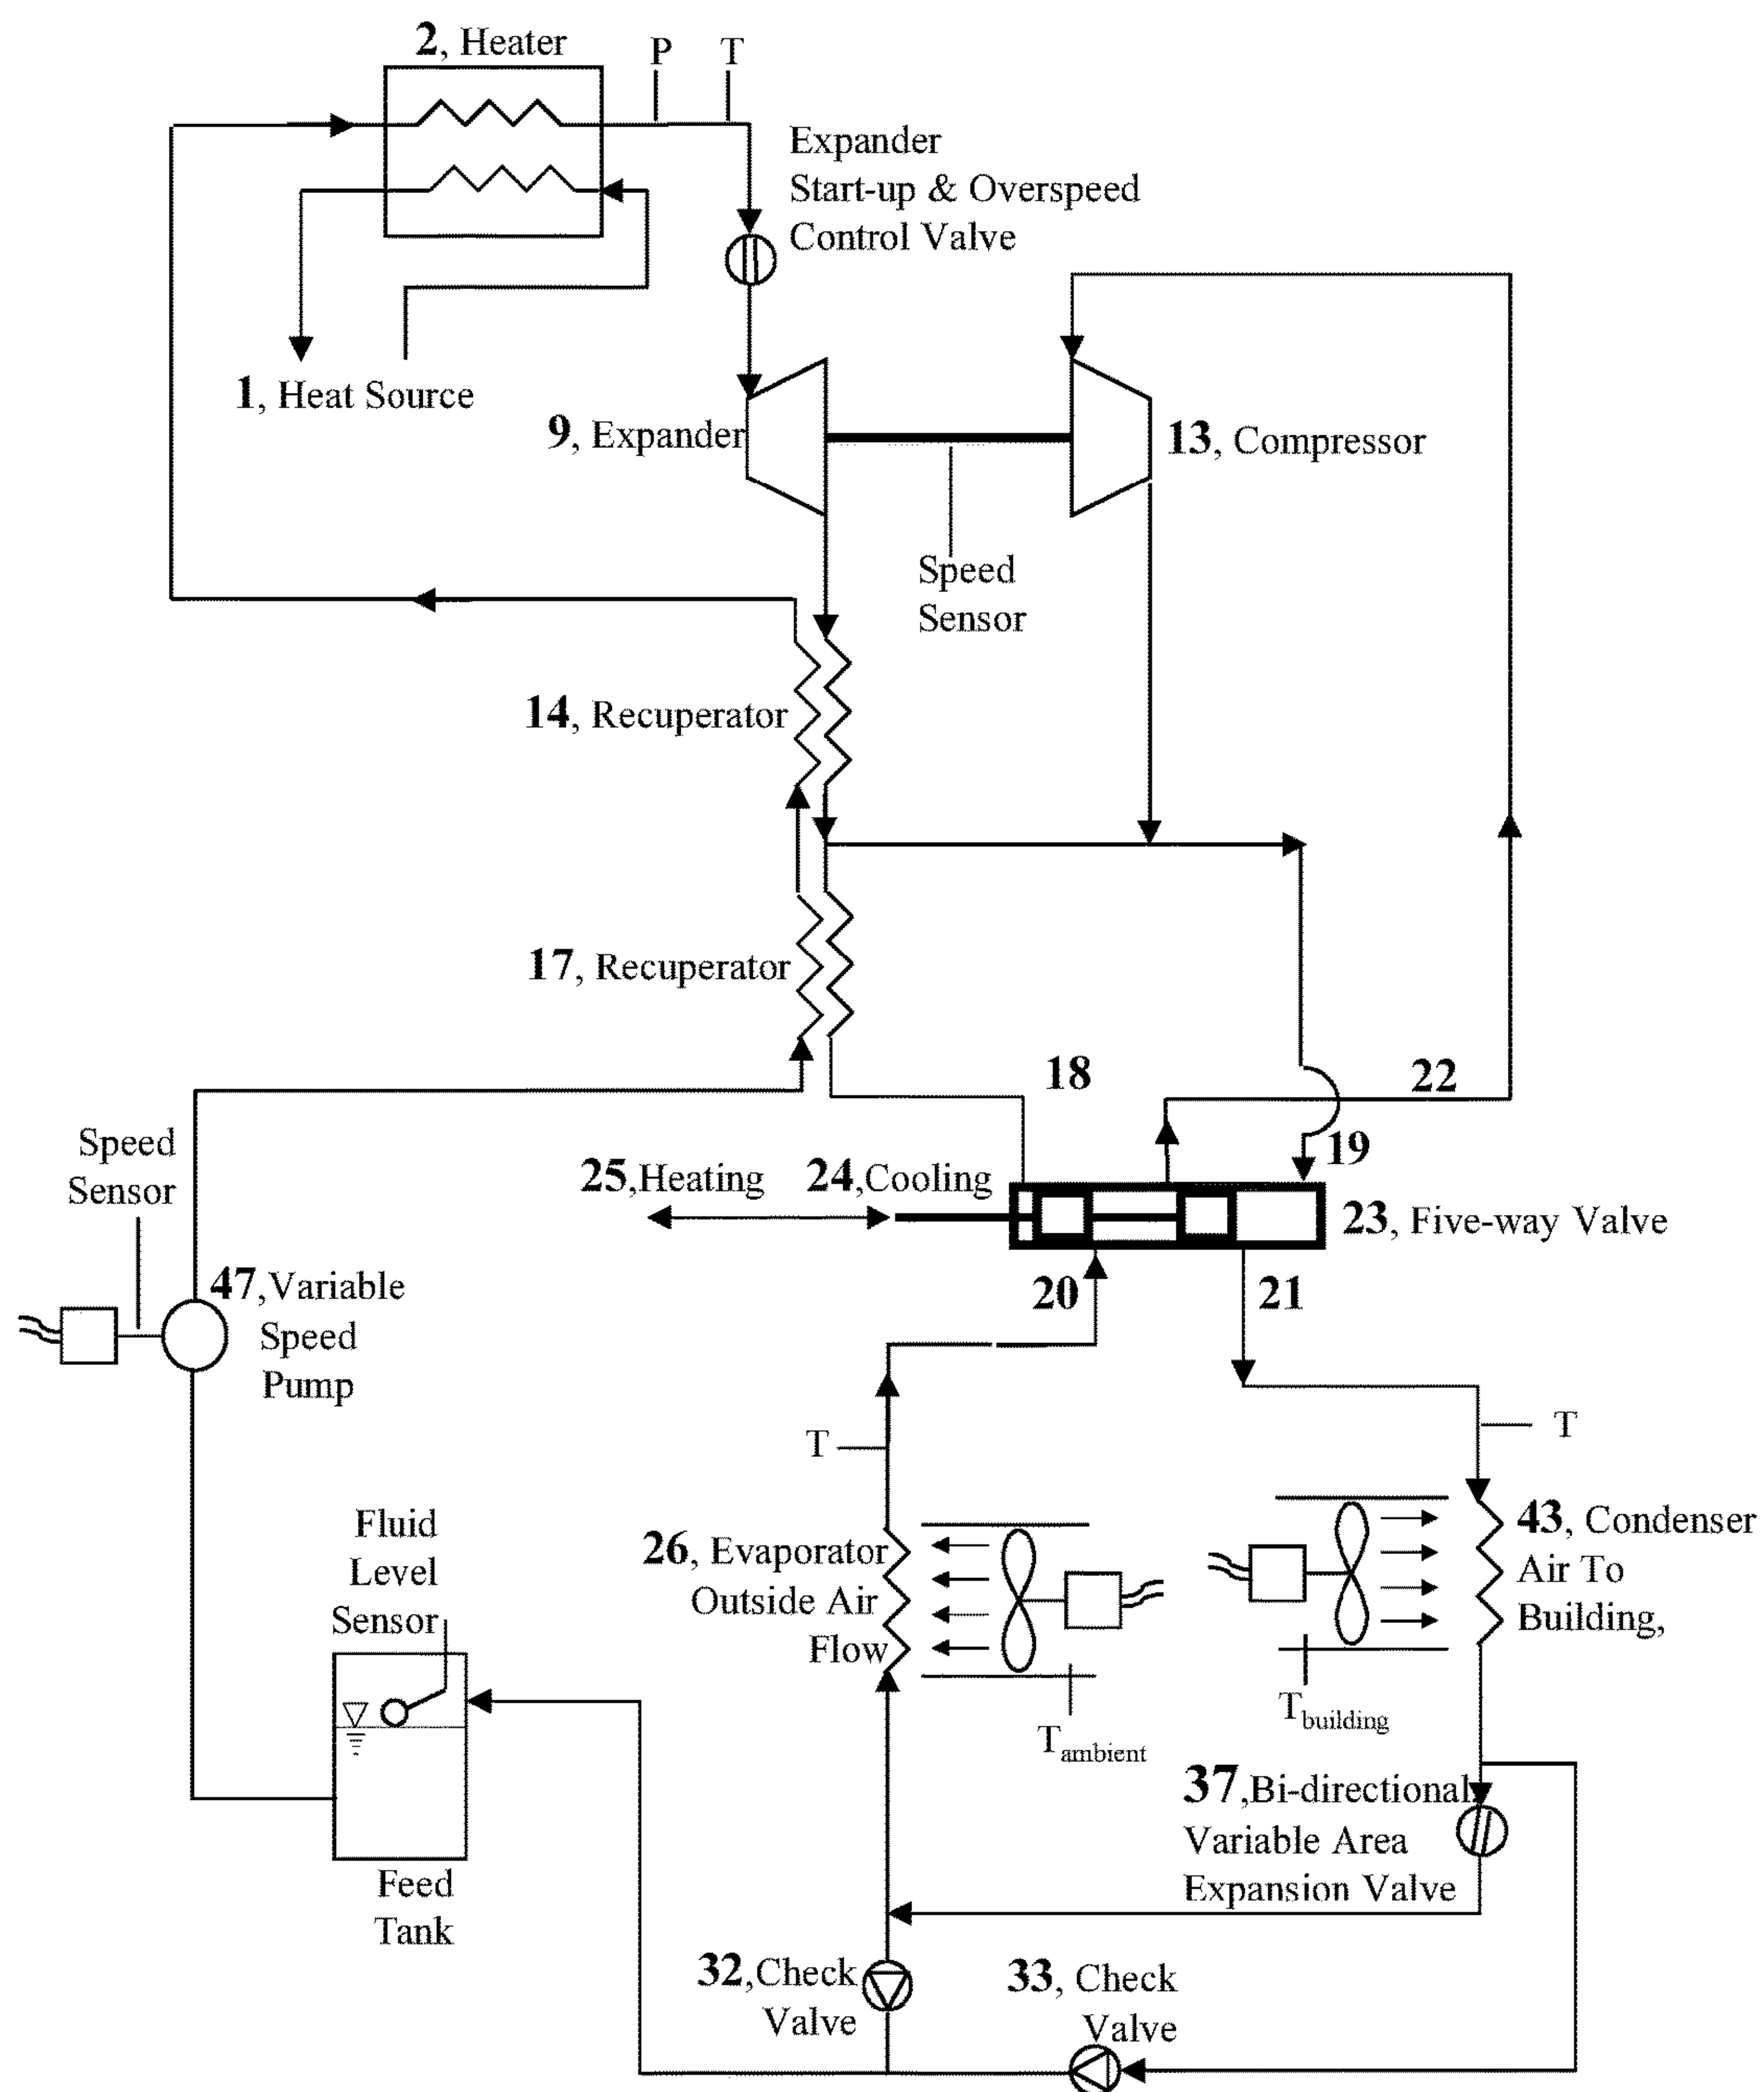 2, Heater
P
T
Expander
Start-up & Overspeed
Control Valve
1, Heat Source
9, Expander
13, Compressor
Speed
Sensor
14, Recuperator
17, Recuperator
18
22
19
Speed
Sensor
25,Heating
24,Cooling
23, Five-way Valve
20
21
47,Variable
Speed
Pump
T
T
Fluid
Level
Sensor
26, Evaporator
Outside Air
Flow
43, Condenser
Air To
Building,
Tambient
Tbuilding
37,Bi-directional
Variable Area
Expansion Valve
Feed
Tank
32,Check
Valve
33, Check
Valve